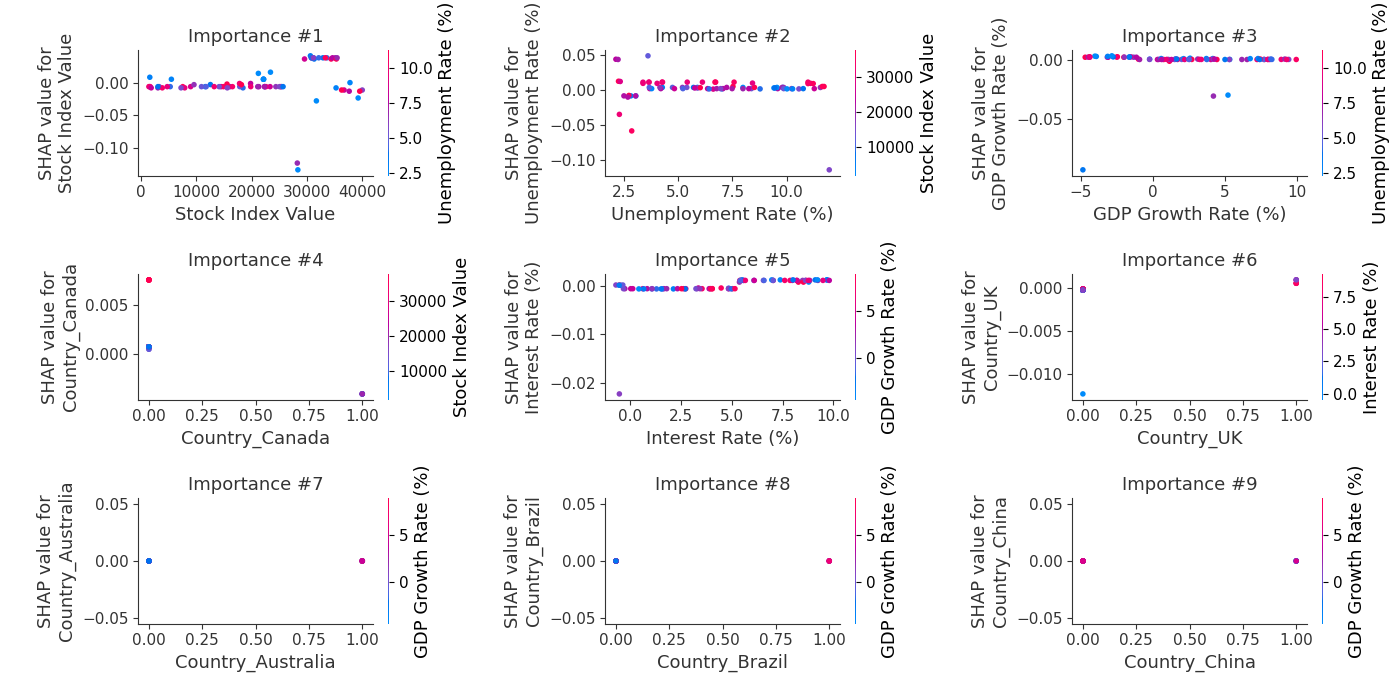 Importance #1
SHAP value for
Stock Index Value
0.00
−0.05
−0.10
0
10000
20000
30000
40000
Stock Index Value
10.0
7.5
5.0
2.5
Unemployment Rate (%)
Importance #2
SHAP value for
Unemployment Rate (%)
0.05
0.00
−0.05
−0.10
2.5
5.0
7.5
10.0
Unemployment Rate (%)
30000
20000
10000
Stock Index Value
Importance #3
SHAP value for
GDP Growth Rate (%)
0.00
−0.05
−5
0
5
10
GDP Growth Rate (%)
10.0
7.5
5.0
2.5
Unemployment Rate (%)
Importance #4
SHAP value for
Country_Canada
0.005
0.000
0.00
0.25
0.50
0.75
1.00
Country_Canada
30000
20000
10000
Stock Index Value
Importance #5
SHAP value for
Interest Rate (%)
0.00
−0.01
−0.02
0.0
2.5
5.0
7.5
10.0
Interest Rate (%)
5
0
GDP Growth Rate (%)
Importance #6
SHAP value for
Country_UK
0.000
−0.005
−0.010
0.00
0.25
0.50
0.75
1.00
Country_UK
7.5
5.0
2.5
0.0
Interest Rate (%)
Importance #7
SHAP value for
Country_Australia
0.05
0.00
−0.05
0.00
0.25
0.50
0.75
1.00
Country_Australia
5
0
GDP Growth Rate (%)
Importance #8
SHAP value for
Country_Brazil
0.05
0.00
−0.05
0.00
0.25
0.50
0.75
1.00
Country_Brazil
5
0
GDP Growth Rate (%)
Importance #9
SHAP value for
Country_China
0.05
0.00
−0.05
0.00
0.25
0.50
0.75
1.00
Country_China
5
0
GDP Growth Rate (%)